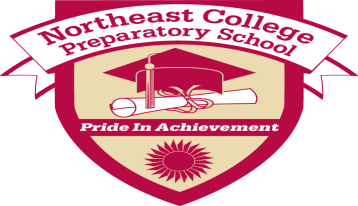 Northeast College
Preparatory School
Pride In Achievement